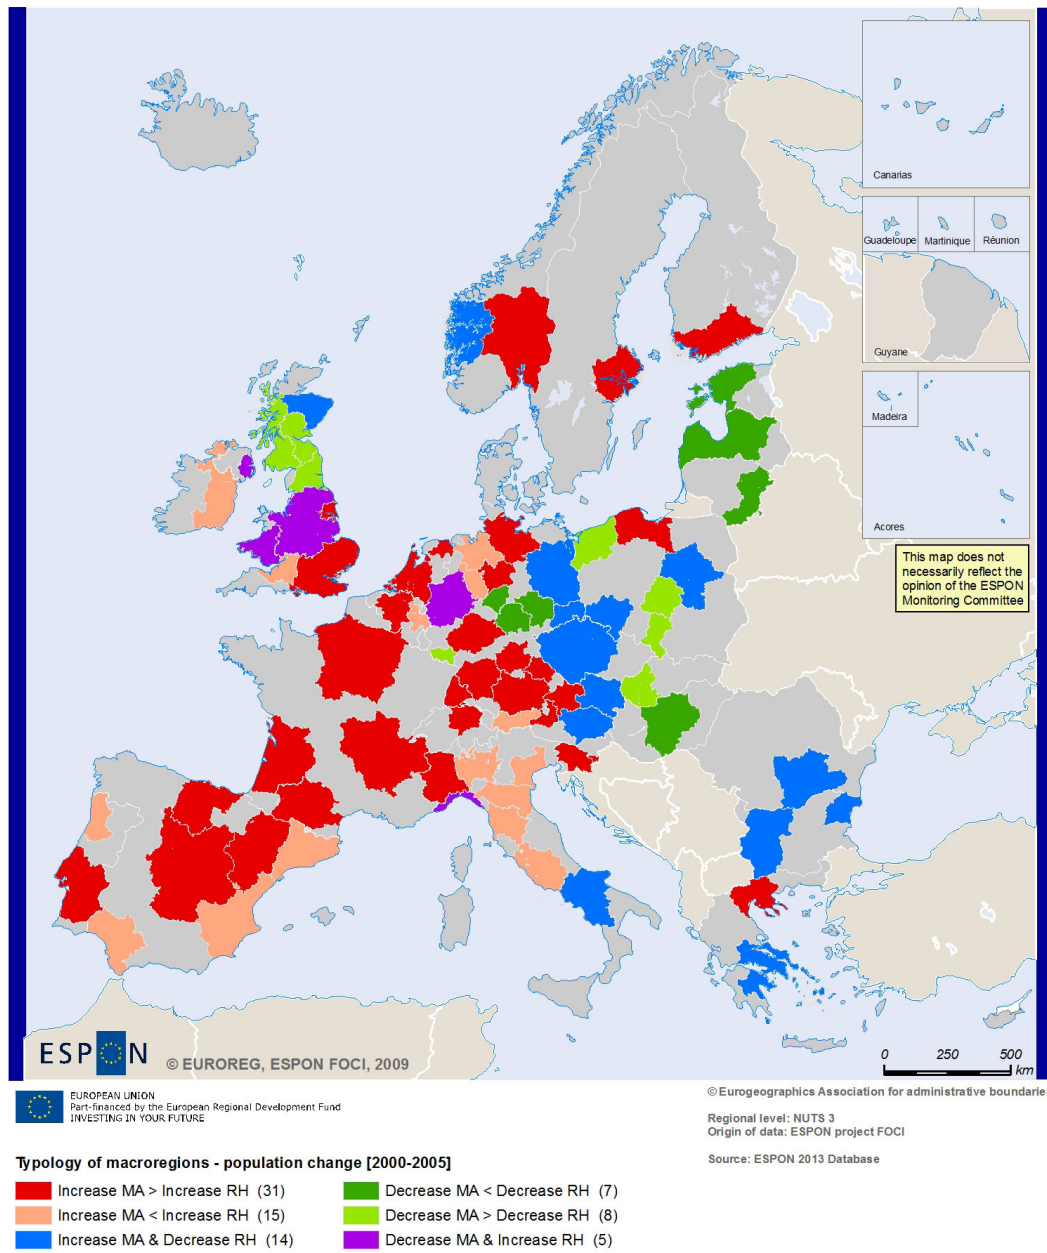 Canarias
Guadeloupe Martinique Réunion
Guyane
Madeira
Acores
This map does not
necessarily reflect the
opinion of the ESPON
Monitoring Committee
ESPON
© EUROREG, ESPON FOCI, 2009
0 250 500
km
EUROPEAN UNION
Part-financed by the European Regional Development Fund
INVESTING IN YOUR FUTURE
© Eurogeographics Association for administrative boundarie
Regional level: NUTS 3
Origin of data: ESPON project FOCI
Source: ESPON 2013 Database
Typology of macroregions - population change [2000-2005]
Increase MA > Increase RH (31)
Increase MA < Increase RH (15)
Increase MA & Decrease RH (14)
Decrease MA < Decrease RH (7)
Decrease MA > Decrease RH (8)
Decrease MA & Increase RH (5)